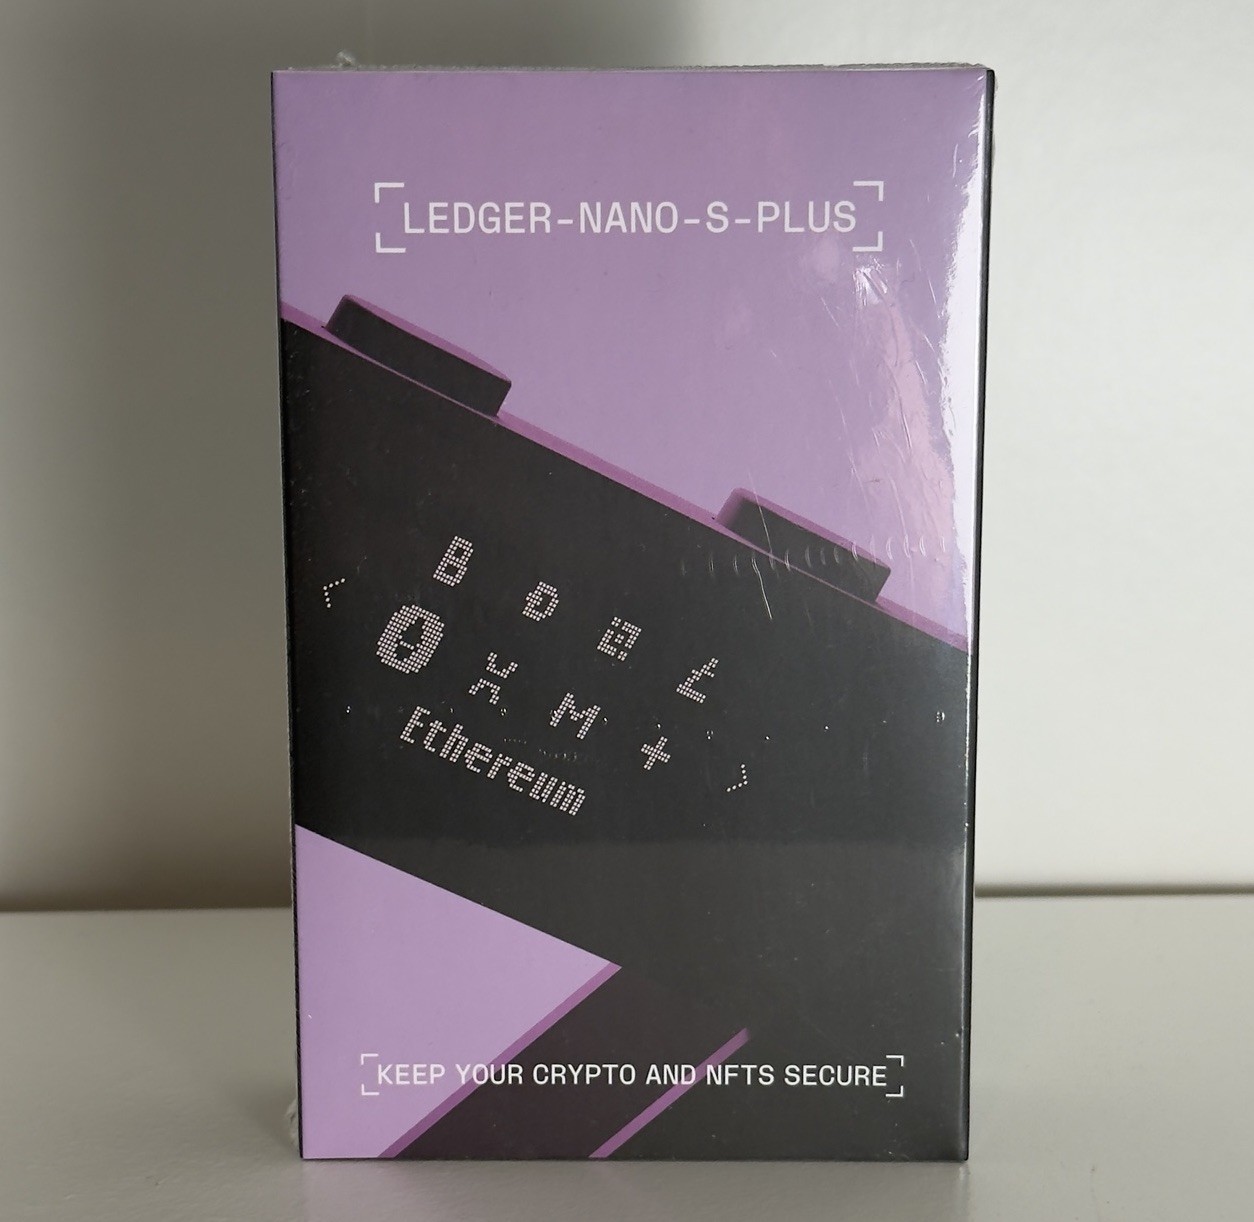 LEDGER-NANO-S-PLUS
B D Ł
X M +
Ethereum
KEEP YOUR CRYPTO AND NFTS SECURE